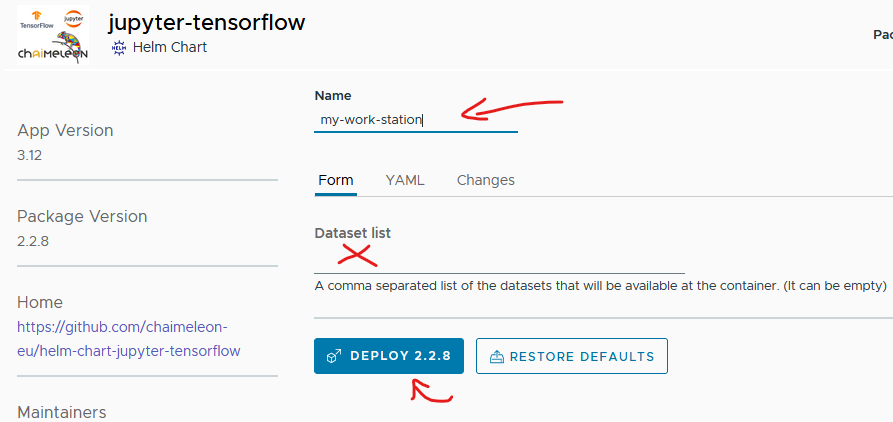 TensorFlow
jupyter
CHAIMELEON
jupyter-tensorflow
HELM
Helm Chart
Pac
Name
my-work-station
App Version
3.12
Form
YAML
Changes
Package Version
2.2.8
Dataset list
A comma separated list of the datasets that will be available at the container. (It can be empty)
Home
https://github.com/chaimeleon-
eu/helm-chart-jupyter-tensorflow
DEPLOY 2.2.8
RESTORE DEFAULTS
Maintainers